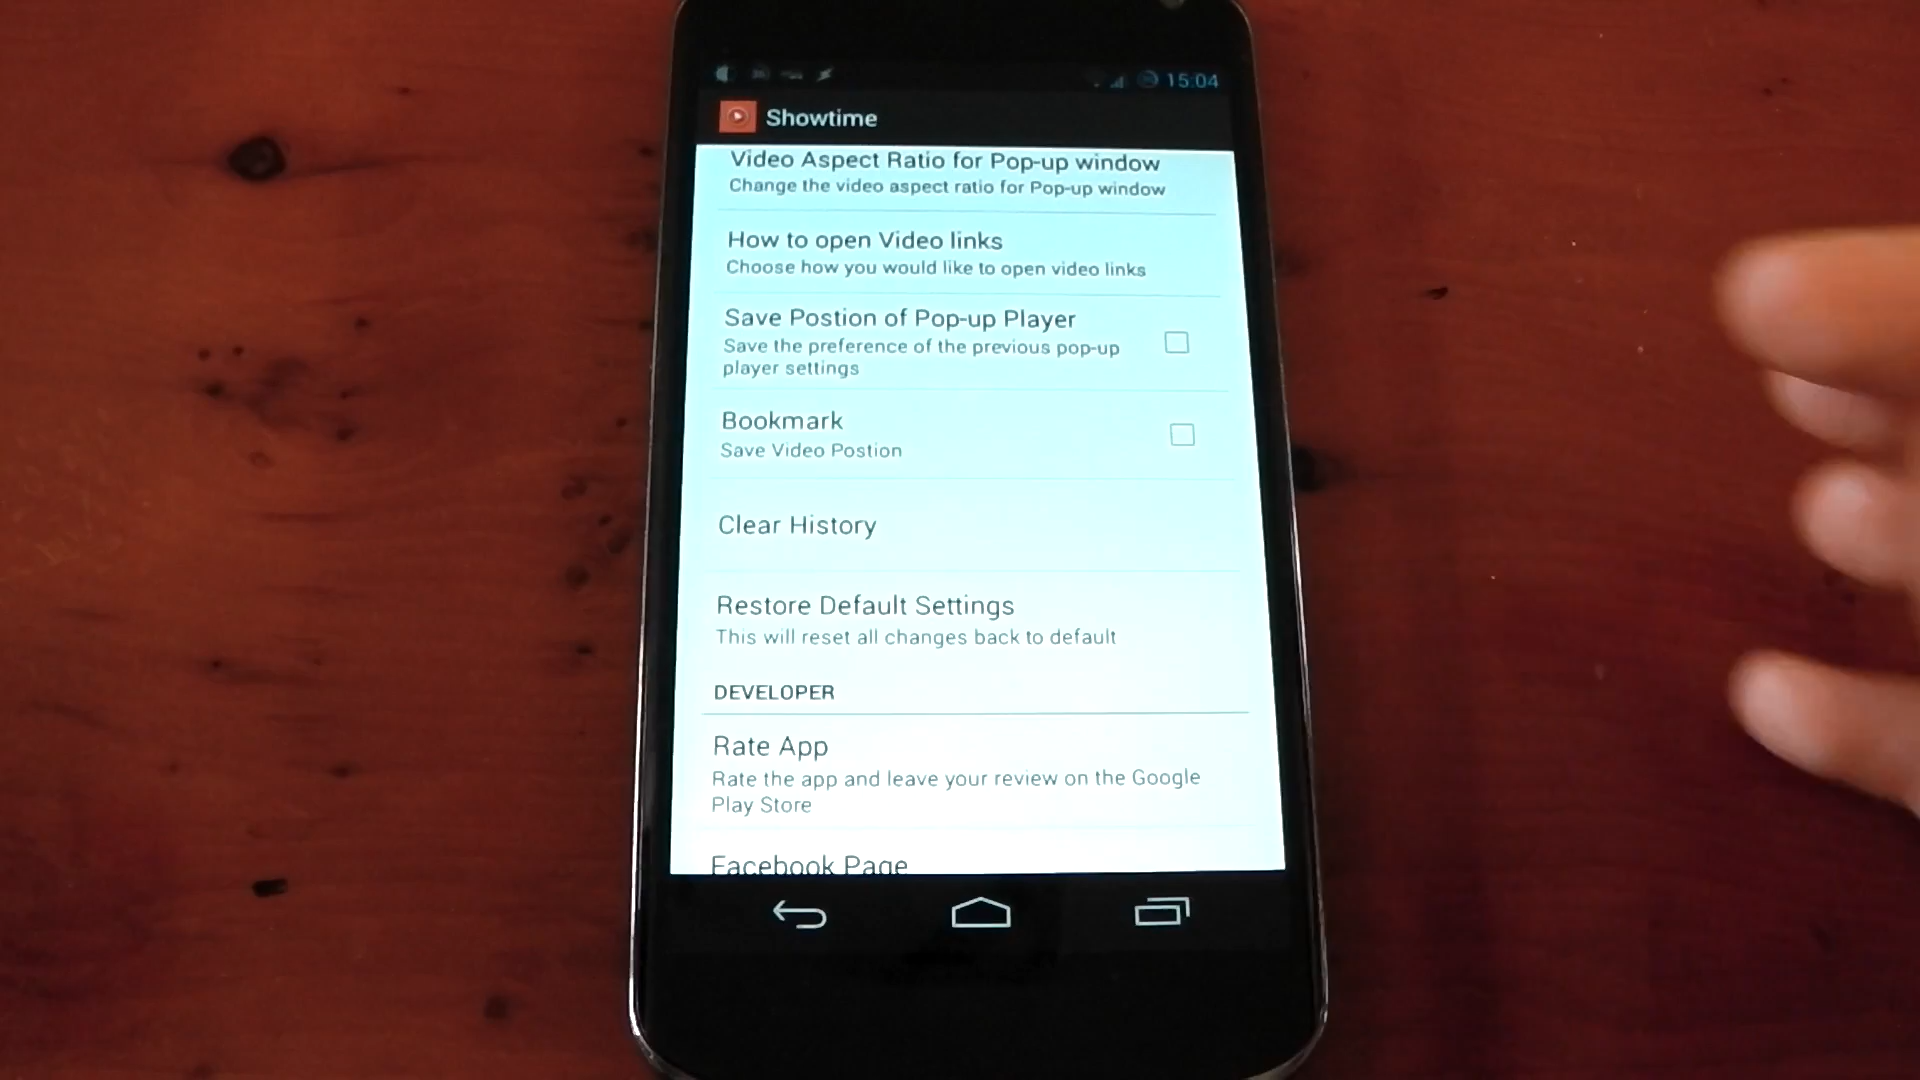 15:04
Showtime
Video Aspect Ratio for Pop-up window
Change the video aspect ratio for Pop-up window
How to open Video links
Choose how you would like to open video links
Save Postion of Pop-up Player
Save the preference of the previous pop-up
player settings
Bookmark
Save Video Postion
Clear History
Restore Default Settings
This will reset all changes back to default
DEVELOPER
Rate App
Rate the app and leave your review on the Google
Play Store
Facebook Page